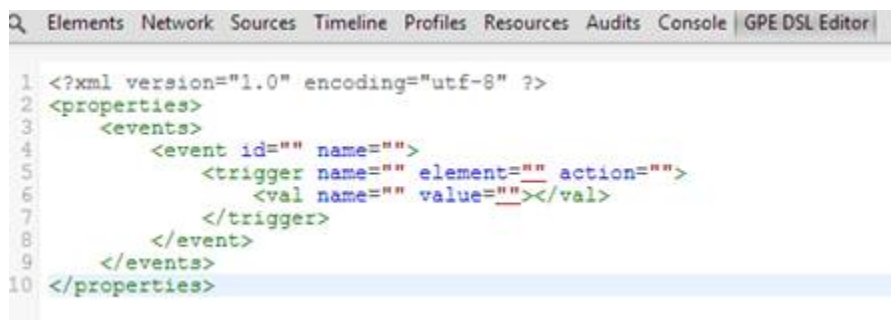 Elements Network Sources Timeline Profiles Resources Audits Console GPE DSL Editor
1 <?xml version="1.0" encoding="utf-8" ?>
2 <properties>
3     <events>
4         <event id="" name="">
5             <trigger name="" element="" action="">
6                 <val name="" value=""></val>
7             </trigger>
8         </event>
9     </events>
10 </properties>